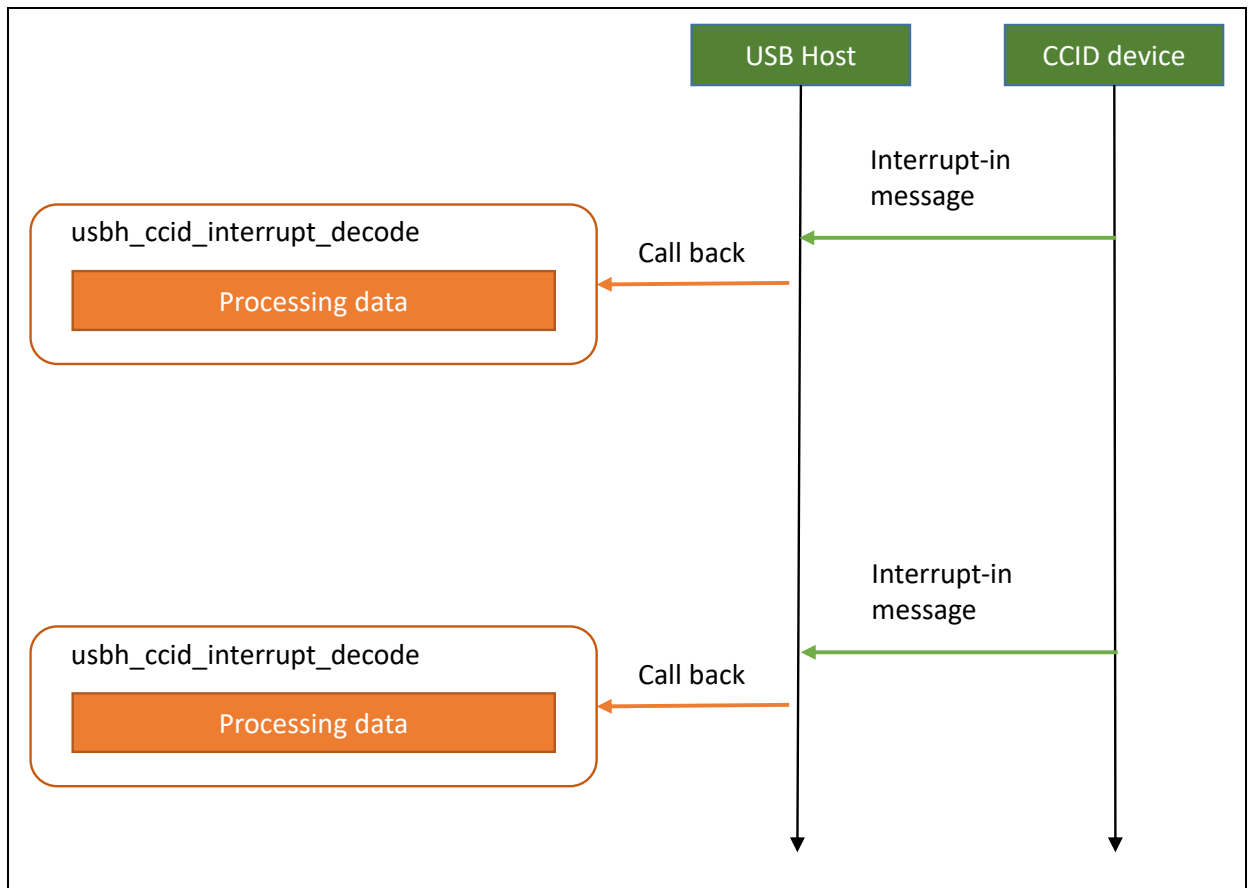 USB Host
CCID device
Interrupt-in
message
usbh_ccid_interrupt_decode
Call back
Processing data
Interrupt-in
message
usbh_ccid_interrupt_decode
Call back
Processing data